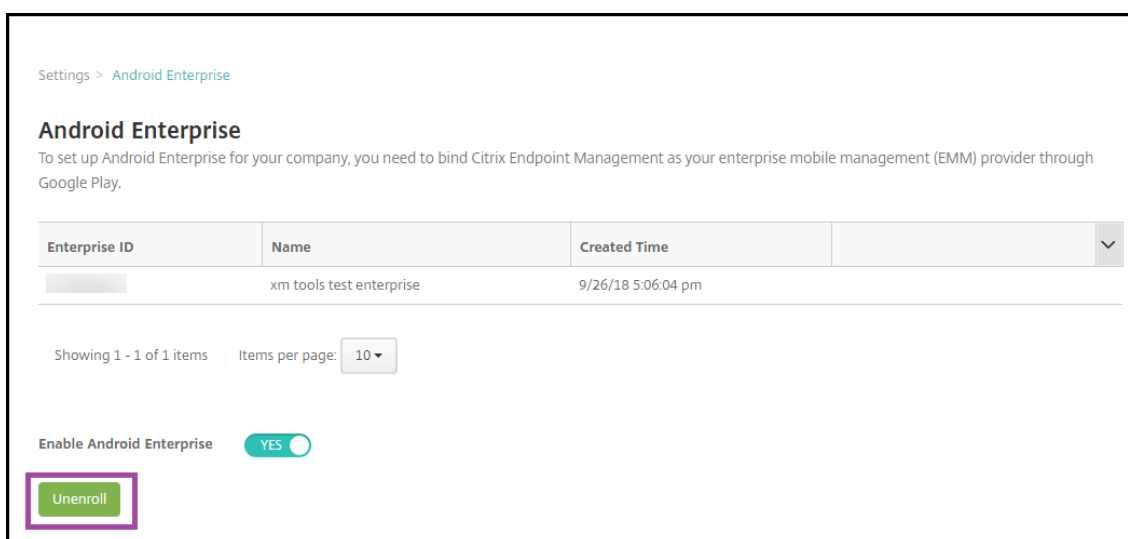 Settings > Android Enterprise
Android Enterprise
To set up Android Enterprise for your company, you need to bind Citrix Endpoint Management as your enterprise mobile management (EMM) provider through
Google Play.
Enterprise ID Name Created Time
xm tools test enterprise 9/26/18 5:06:04 pm
Showing 1 - 1 of 1 items Items per page: 10
Enable Android Enterprise YES
Unenroll